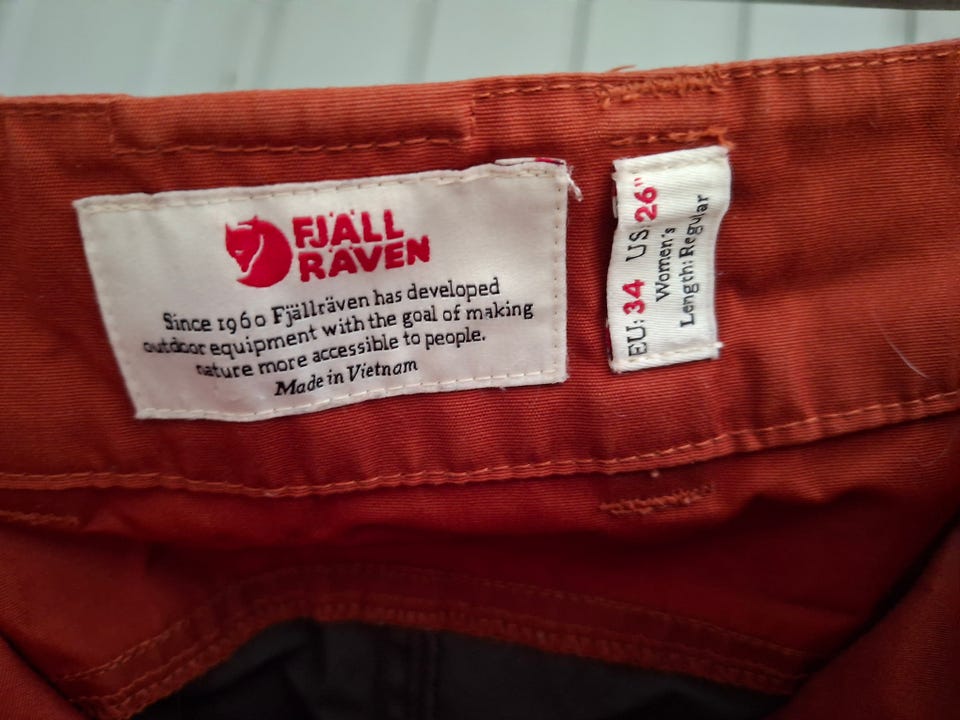 FJÄLL
RÄVEN
Since 1960 Fjällräven has developed
outdoor equipment with the goal of making
nature more accessible to people.
Made in Vietnam
EU: 34 US: 26"
Women's
Length: Regular